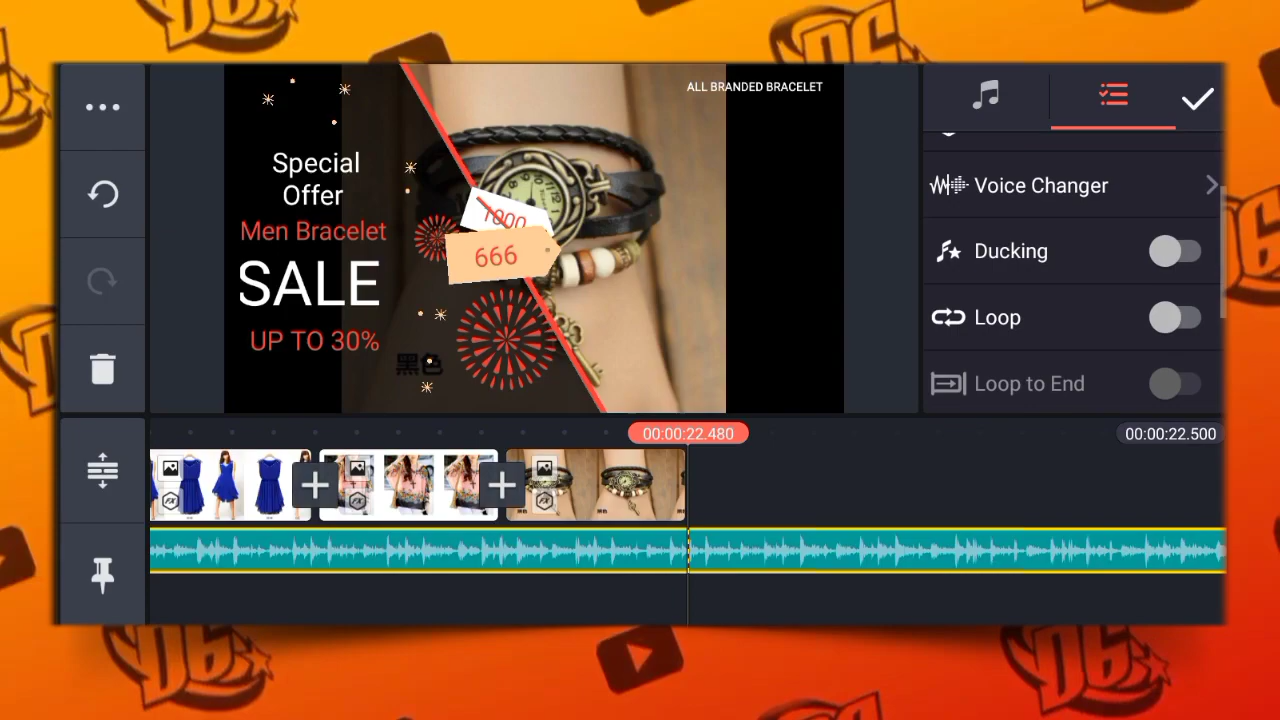 ALL BRANDED BRACELET
Special
Offer
Men Bracelet
SALE
UP TO 30%
1000
666
黑色
Voice Changer
Ducking
Loop
Loop to End
00:00:22.480
00:00:22.500